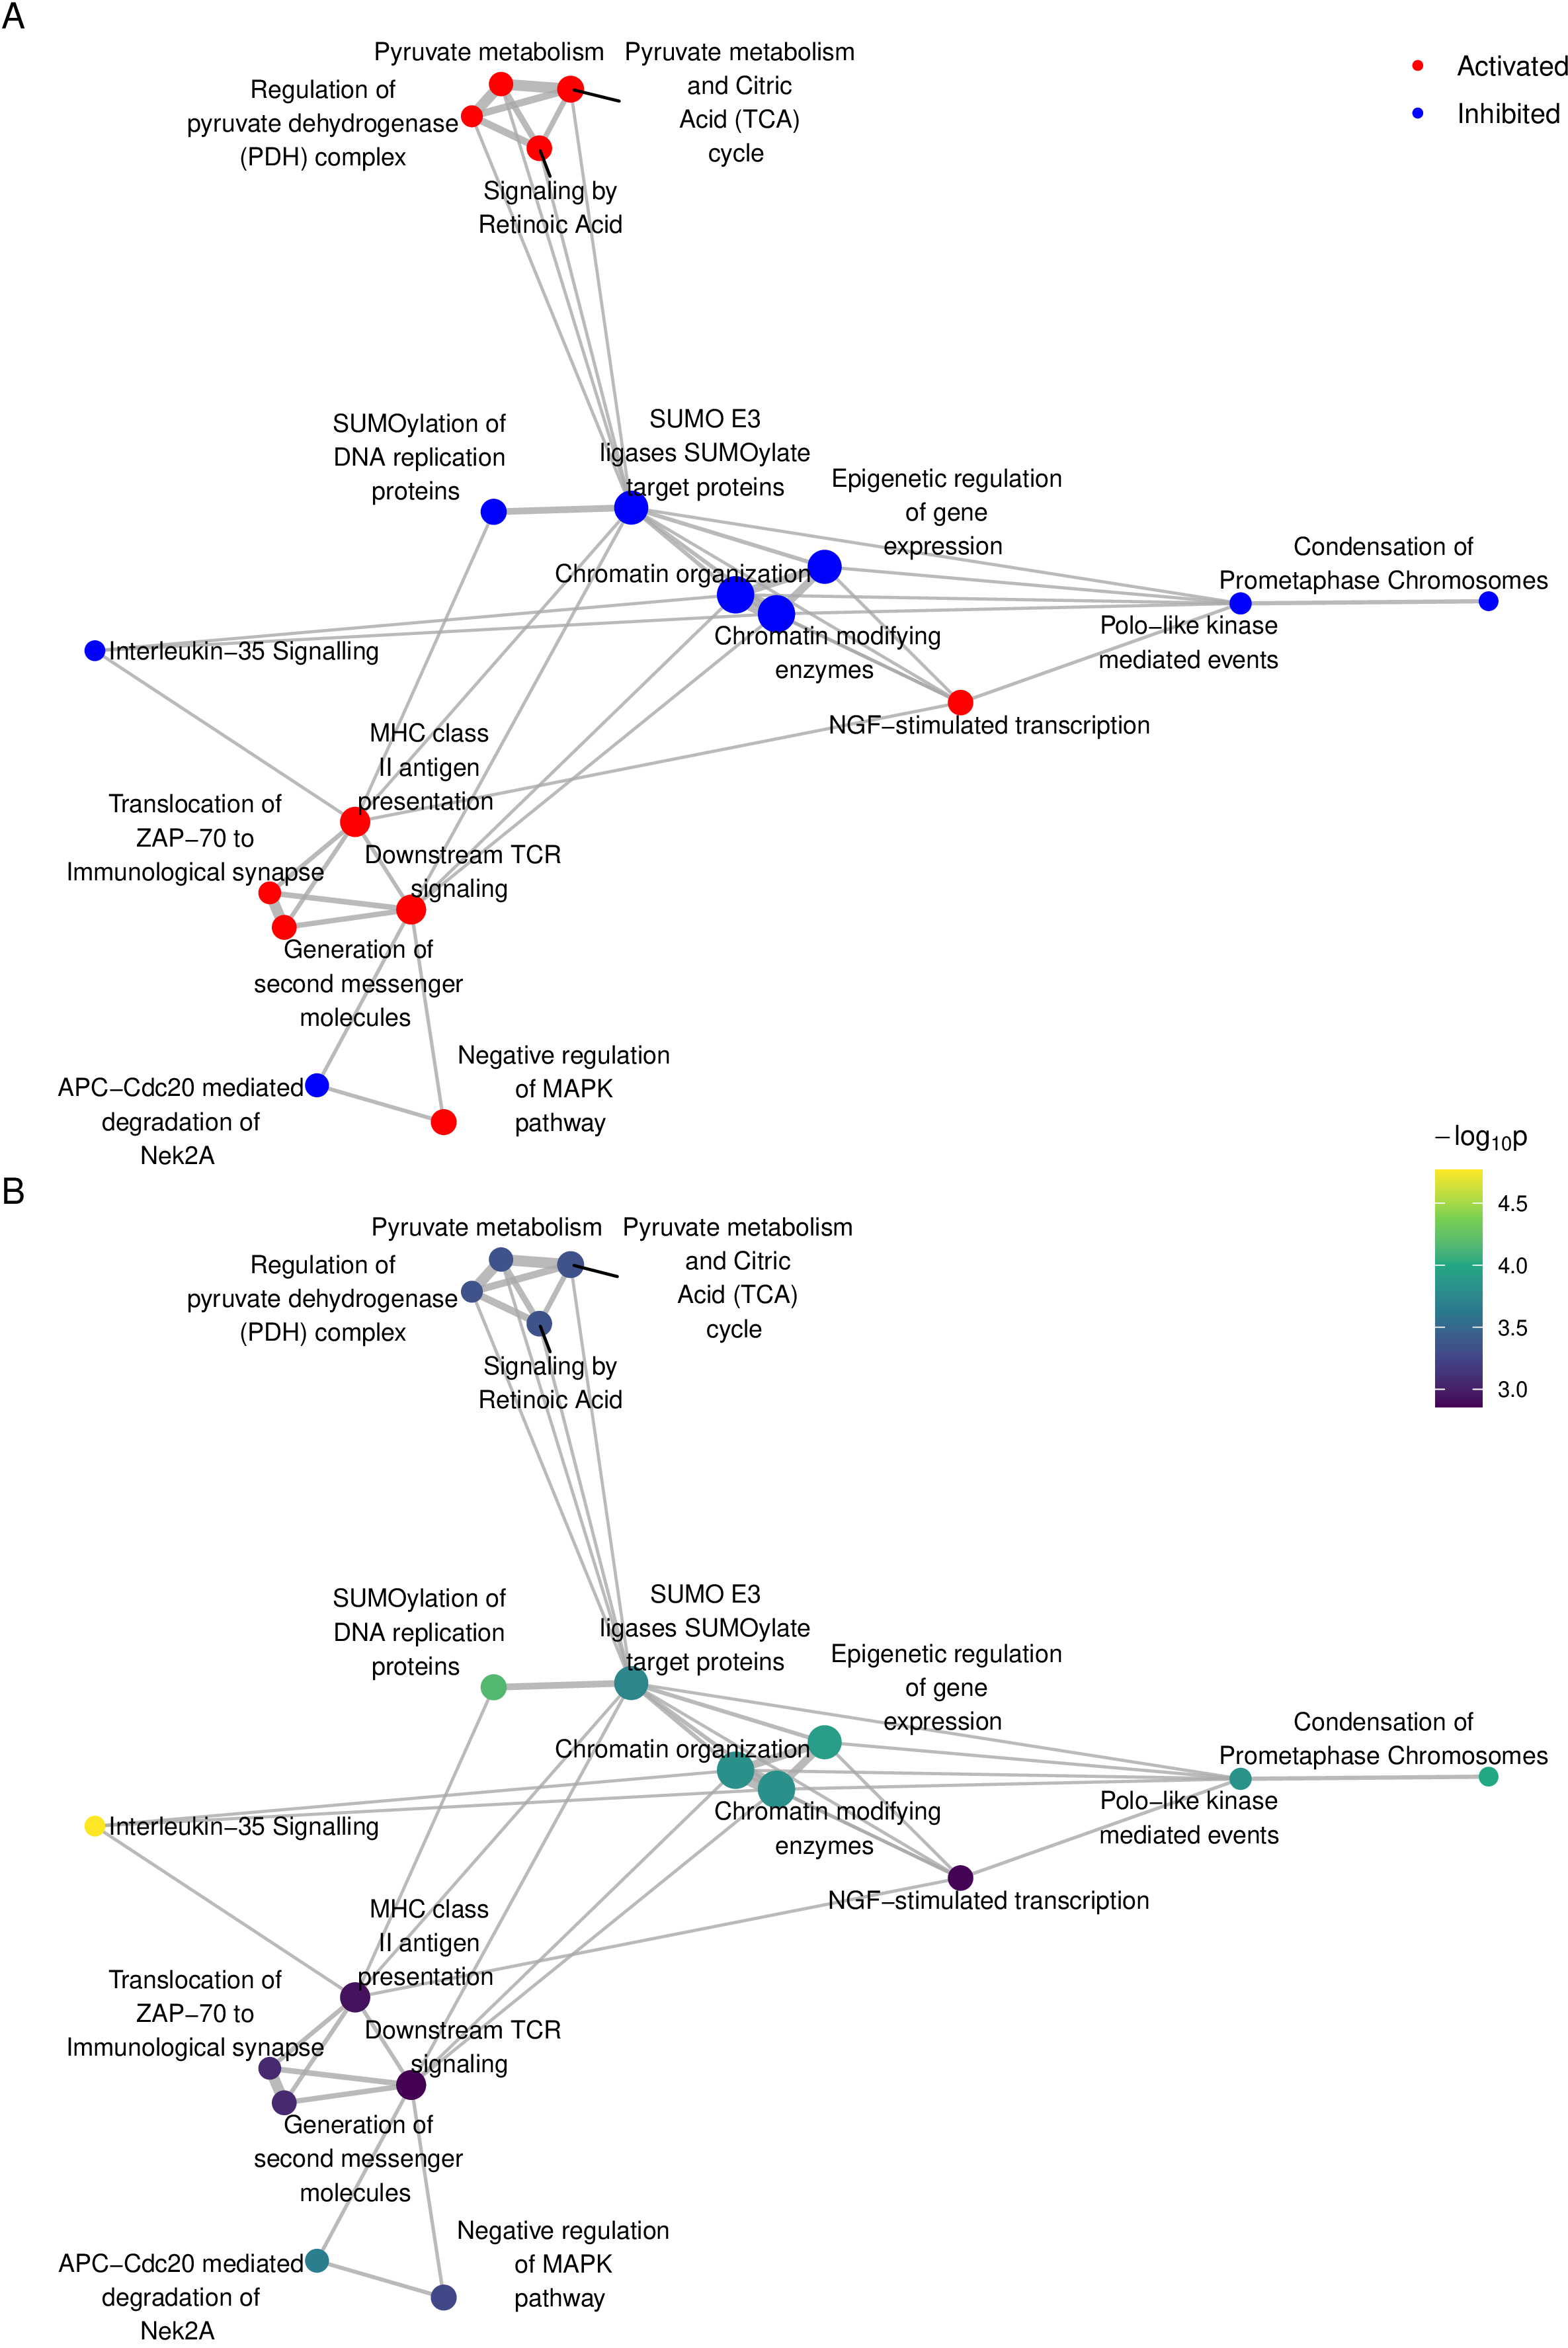 A
Pyruvate metabolism
Pyruvate metabolism
and Citric
Acid (TCA)
cycle
Regulation of
pyruvate dehydrogenase
(PDH) complex
Signaling by
Retinoic Acid
Activated
Inhibited
SUMOylation of
DNA replication
proteins
SUMO E3
ligases SUMOylate
target proteins
Epigenetic regulation
of gene
expression
Chromatin organization
Condensation of
Prometaphase Chromosomes
Chromatin modifying
enzymes
Polo−like kinase
mediated events
Interleukin−35 Signalling
NGF−stimulated transcription
MHC class
II antigen
presentation
Translocation of
ZAP−70 to
Immunological synapse
Downstream TCR
signaling
Generation of
second messenger
molecules
APC−Cdc20 mediated
degradation of
Nek2A
Negative regulation
of MAPK
pathway
−log₁₀p
4.5
4.0
3.5
3.0
B
Pyruvate metabolism
Pyruvate metabolism
and Citric
Acid (TCA)
cycle
Regulation of
pyruvate dehydrogenase
(PDH) complex
Signaling by
Retinoic Acid
SUMOylation of
DNA replication
proteins
SUMO E3
ligases SUMOylate
target proteins
Epigenetic regulation
of gene
expression
Chromatin organization
Condensation of
Prometaphase Chromosomes
Chromatin modifying
enzymes
Polo−like kinase
mediated events
Interleukin−35 Signalling
NGF−stimulated transcription
MHC class
II antigen
presentation
Translocation of
ZAP−70 to
Immunological synapse
Downstream TCR
signaling
Generation of
second messenger
molecules
APC−Cdc20 mediated
degradation of
Nek2A
Negative regulation
of MAPK
pathway